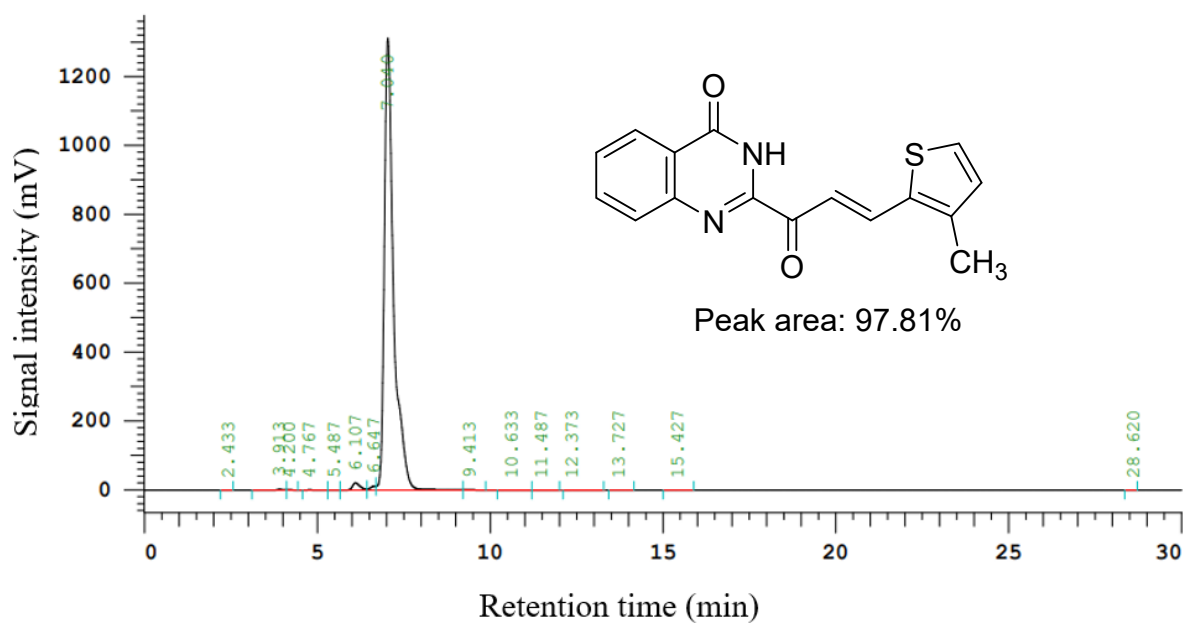 Signal intensity (mV)
1200
1000
800
600
400
200
0
2.433
3.913
4.200
4.767
5.487
6.107
6.647
7.040
9.413
10.633
11.487
12.373
13.727
15.427
28.620
O
NH
N
O
S
CH3
Peak area: 97.81%
0 5 10 15 20 25 30
Retention time (min)